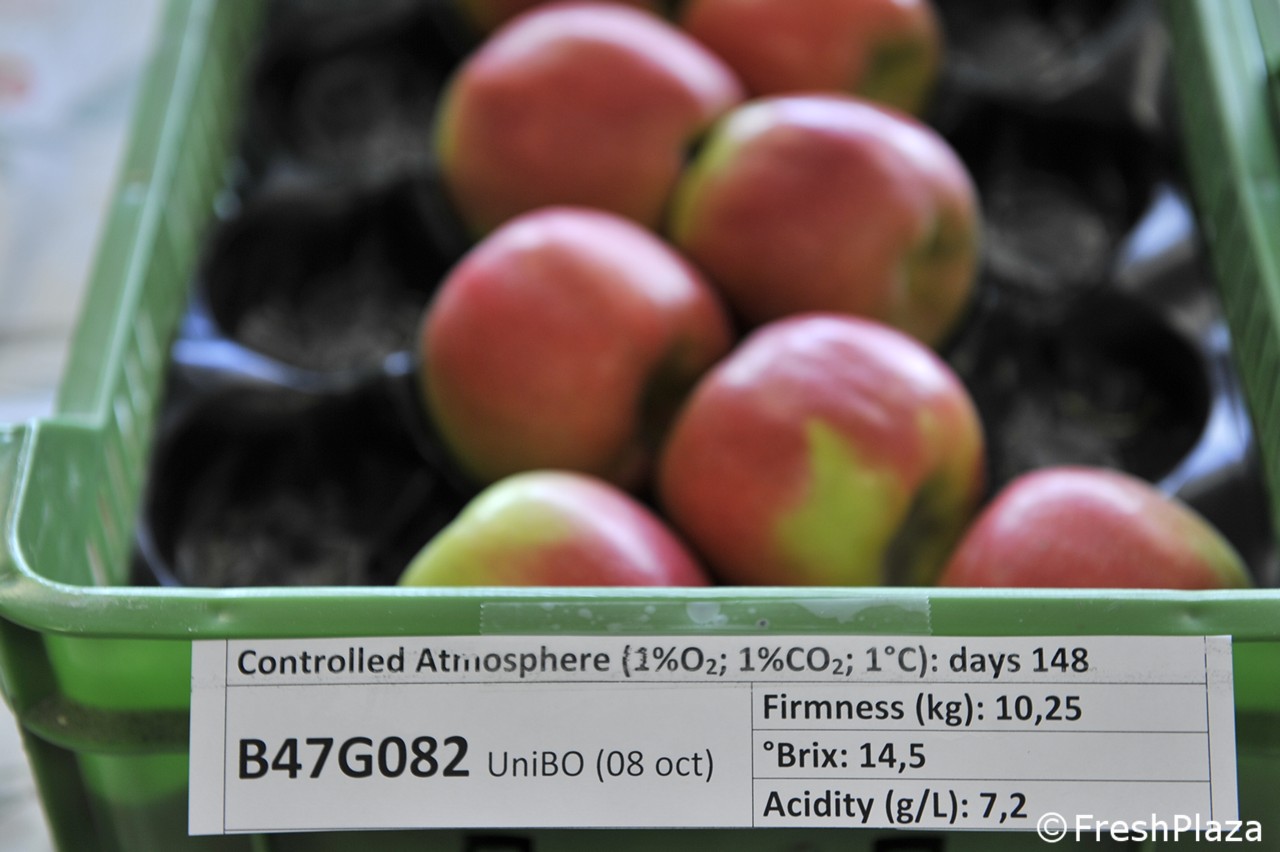 Controlled Atmosphere (1%O₂; 1%CO₂; 1°C): days 148
B47G082 UniBO (08 oct)
Firmness (kg): 10,25
°Brix: 14,5
Acidity (g/L): 7,2
©FreshPlaza